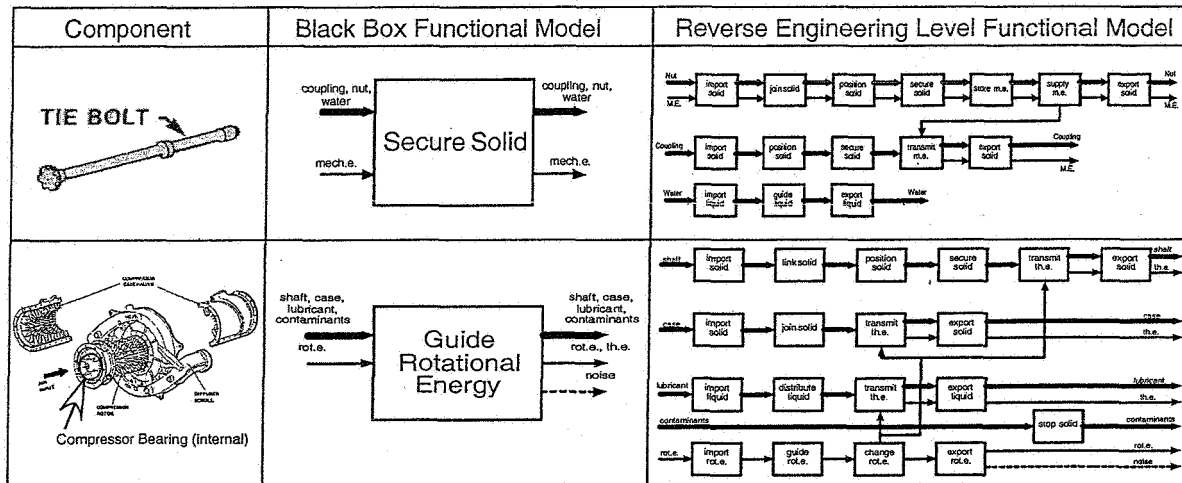 Component
Black Box Functional Model
Reverse Engineering Level Functional Model
TIE BOLT
coupling, nut,
water
mech.e.
Secure Solid
coupling, nut,
water
mech.e.
Nut
M.E.
import
solid
join solid
position
solid
secure
solid
store m.e.
supply
m.e.
export
solid
Nut
M.E.
Coupling
import
solid
position
solid
secure
solid
transmit
m.e.
export
solid
Coupling
M.E.
Water
import
liquid
guide
liquid
export
liquid
Water
COMPRESSOR
COMPRESSOR
ROTOR
DIFFUSER
SCROLL
Compressor Bearing (internal)
shaft, case,
lubricant,
contaminants
rot.e.
Guide
Rotational
Energy
shaft, case,
lubricant,
contaminants
rot.e., th.e.
noise
shaft
import
solid
link solid
position
solid
secure
solid
transmit
th.e.
export
solid
shaft
th.e.
case
import
solid
join solid
transmit
th.e.
export
solid
case
th.e.
lubricant
import
liquid
distribute
liquid
transmit
th.e.
export
liquid
lubricant
th.e.
contaminants
stop solid
contaminants
rot.e.
import
rot.e.
guide
rot.e.
change
rot.e.
export
rot.e.
rot.e.
noise